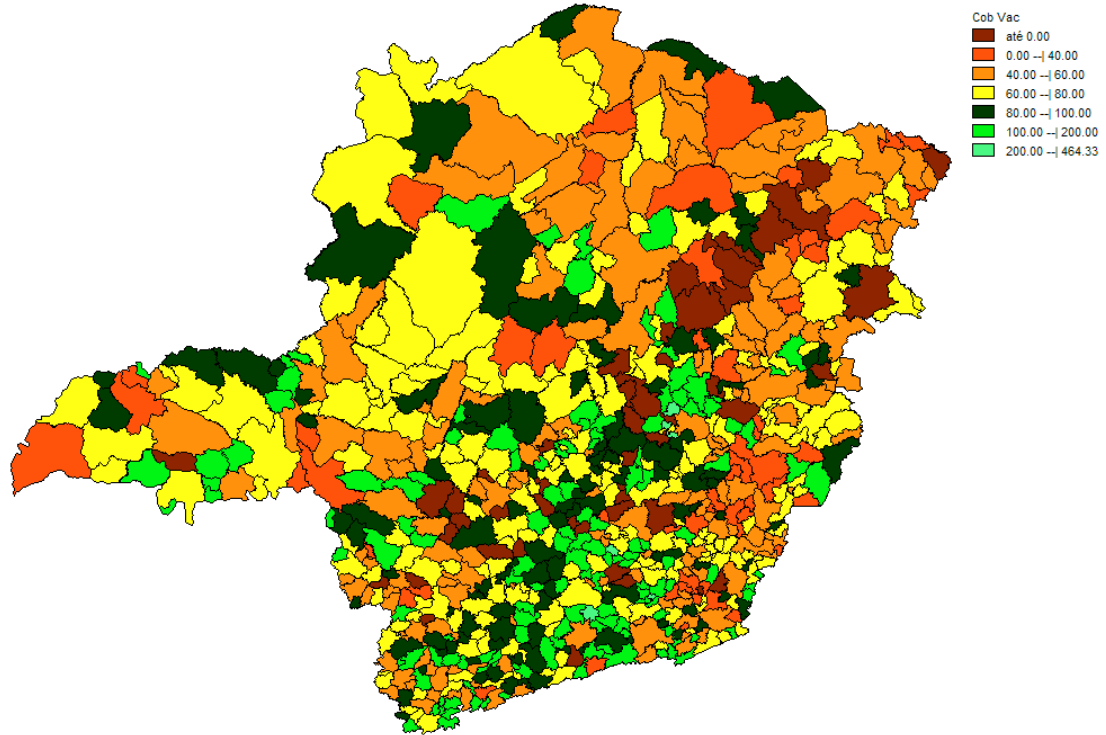 Cob Vac
até 0.00
0.00 --| 40.00
40.00 --| 60.00
60.00 --| 80.00
80.00 --| 100.00
100.00 --| 200.00
200.00 --| 464.33